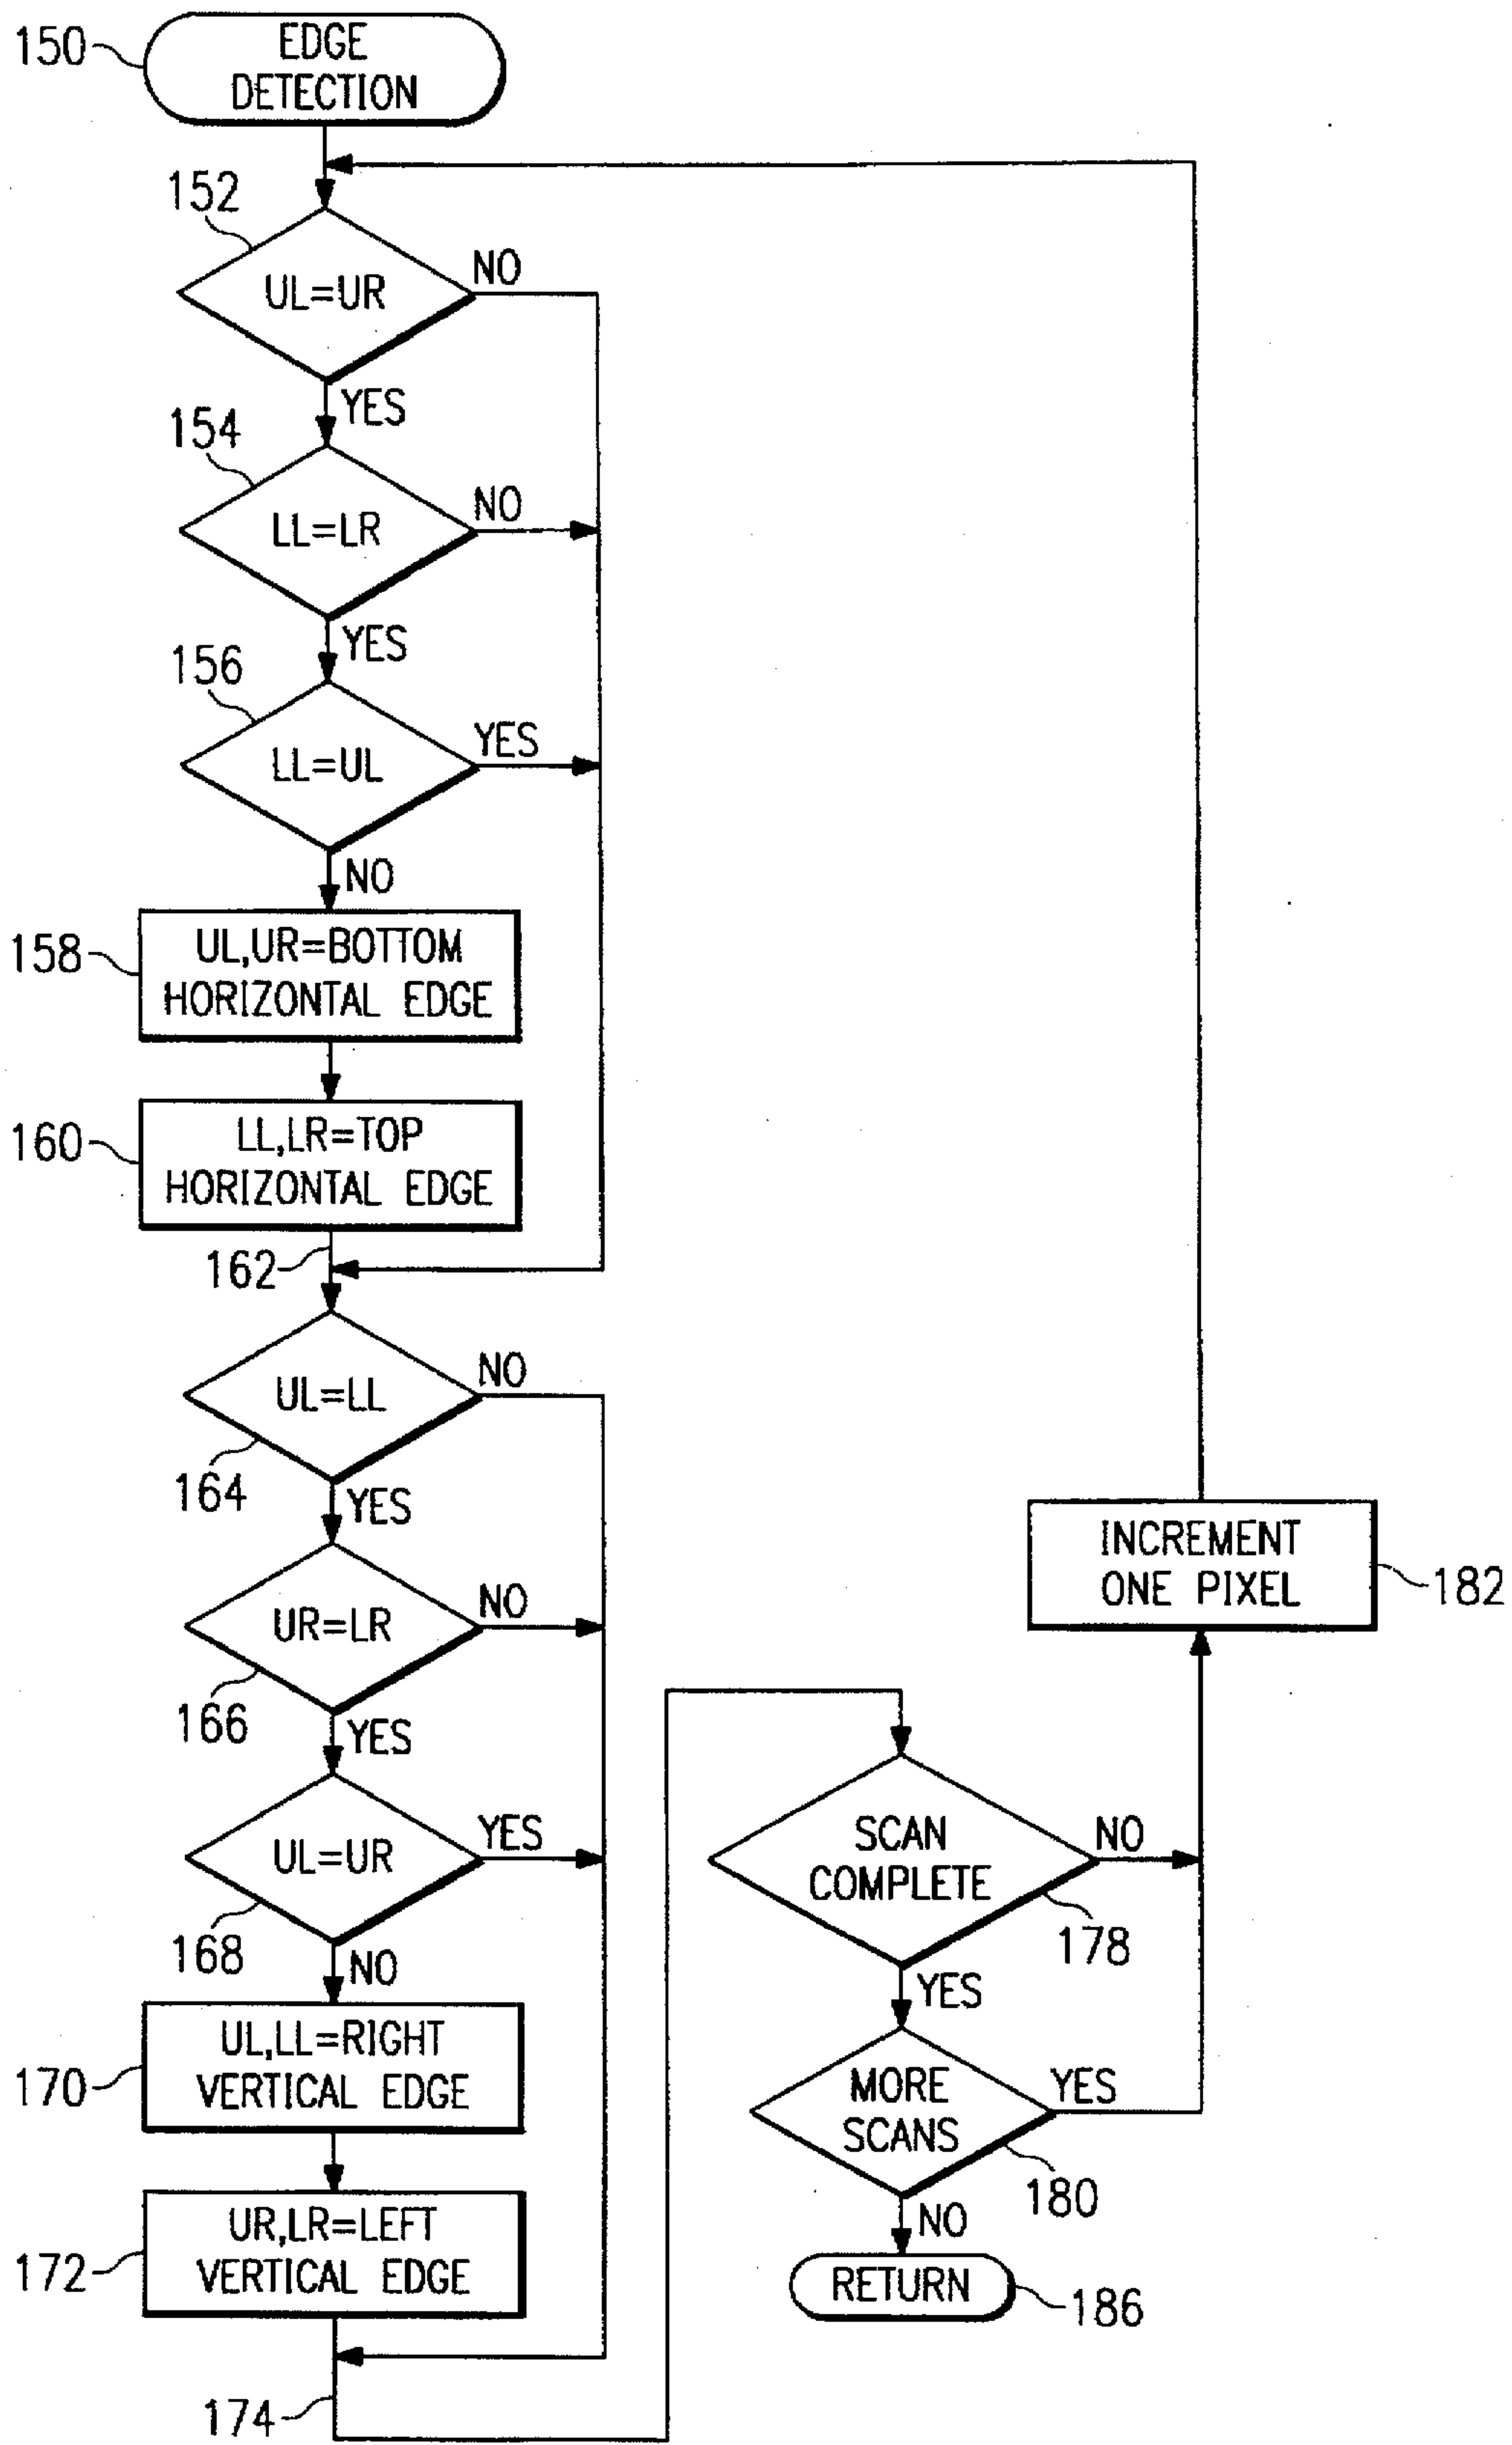 150
EDGE
DETECTION
152
UL=UR
NO
YES
154
LL=LR
NO
YES
156
LL=UL
YES
NO
158
UL,UR=BOTTOM
HORIZONTAL EDGE
160
LL,LR=TOP
HORIZONTAL EDGE
162
UL=LL
NO
164
YES
UR=LR
NO
166
YES
UL=UR
YES
168
NO
170
UL,LL=RIGHT
VERTICAL EDGE
172
UR,LR=LEFT
VERTICAL EDGE
174
SCAN
COMPLETE
NO
178
YES
MORE
SCANS
YES
180
NO
RETURN
186
INCREMENT
ONE PIXEL
182